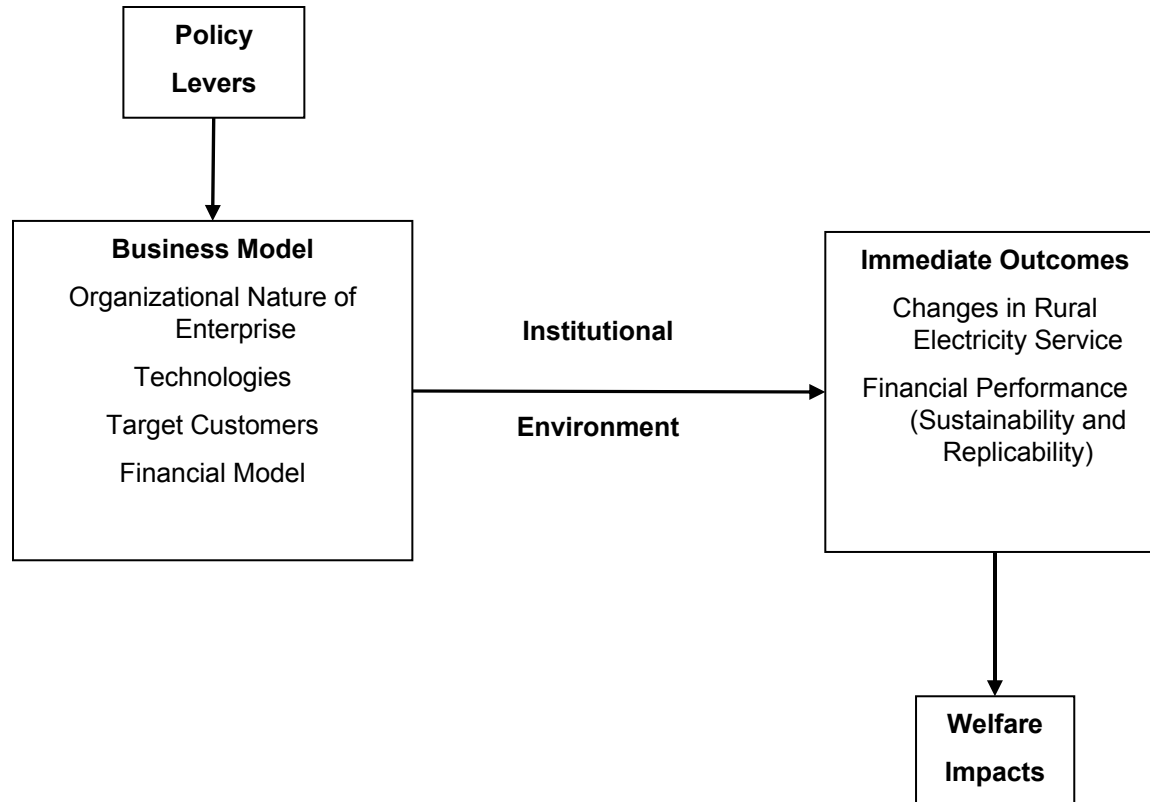 Policy
Levers
Business Model
Organizational Nature of
Enterprise
Technologies
Target Customers
Financial Model
Institutional
Environment
Immediate Outcomes
Changes in Rural
Electricity Service
Financial Performance
(Sustainability and
Replicability)
Welfare
Impacts